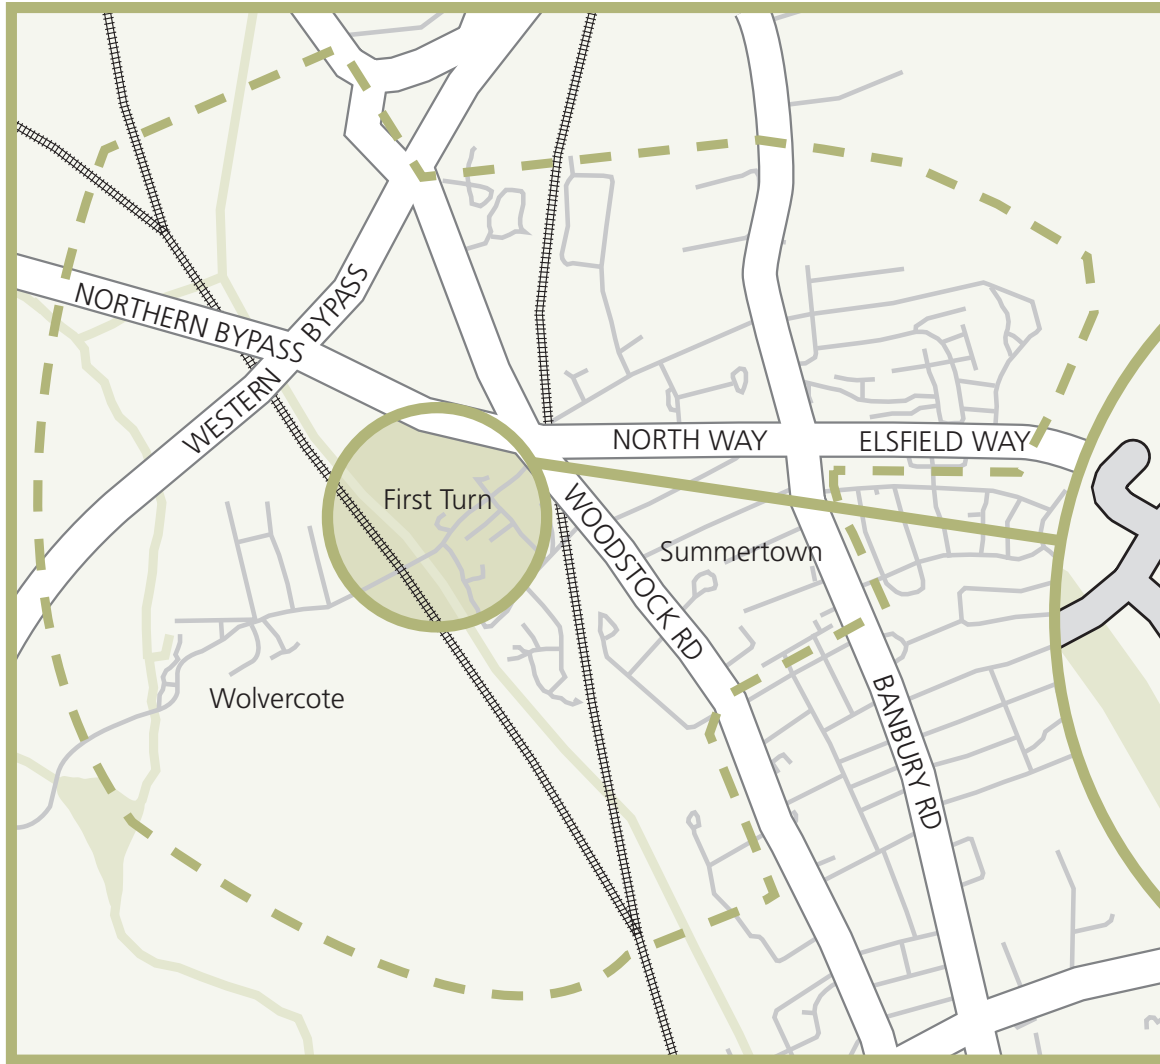 NORTHERN BYPASS
WESTERN BYPASS
NORTH WAY
ELSFIELD WAY
First Turn
WOODSTOCK RD
Summertown
Wolvercote
BANBURY RD